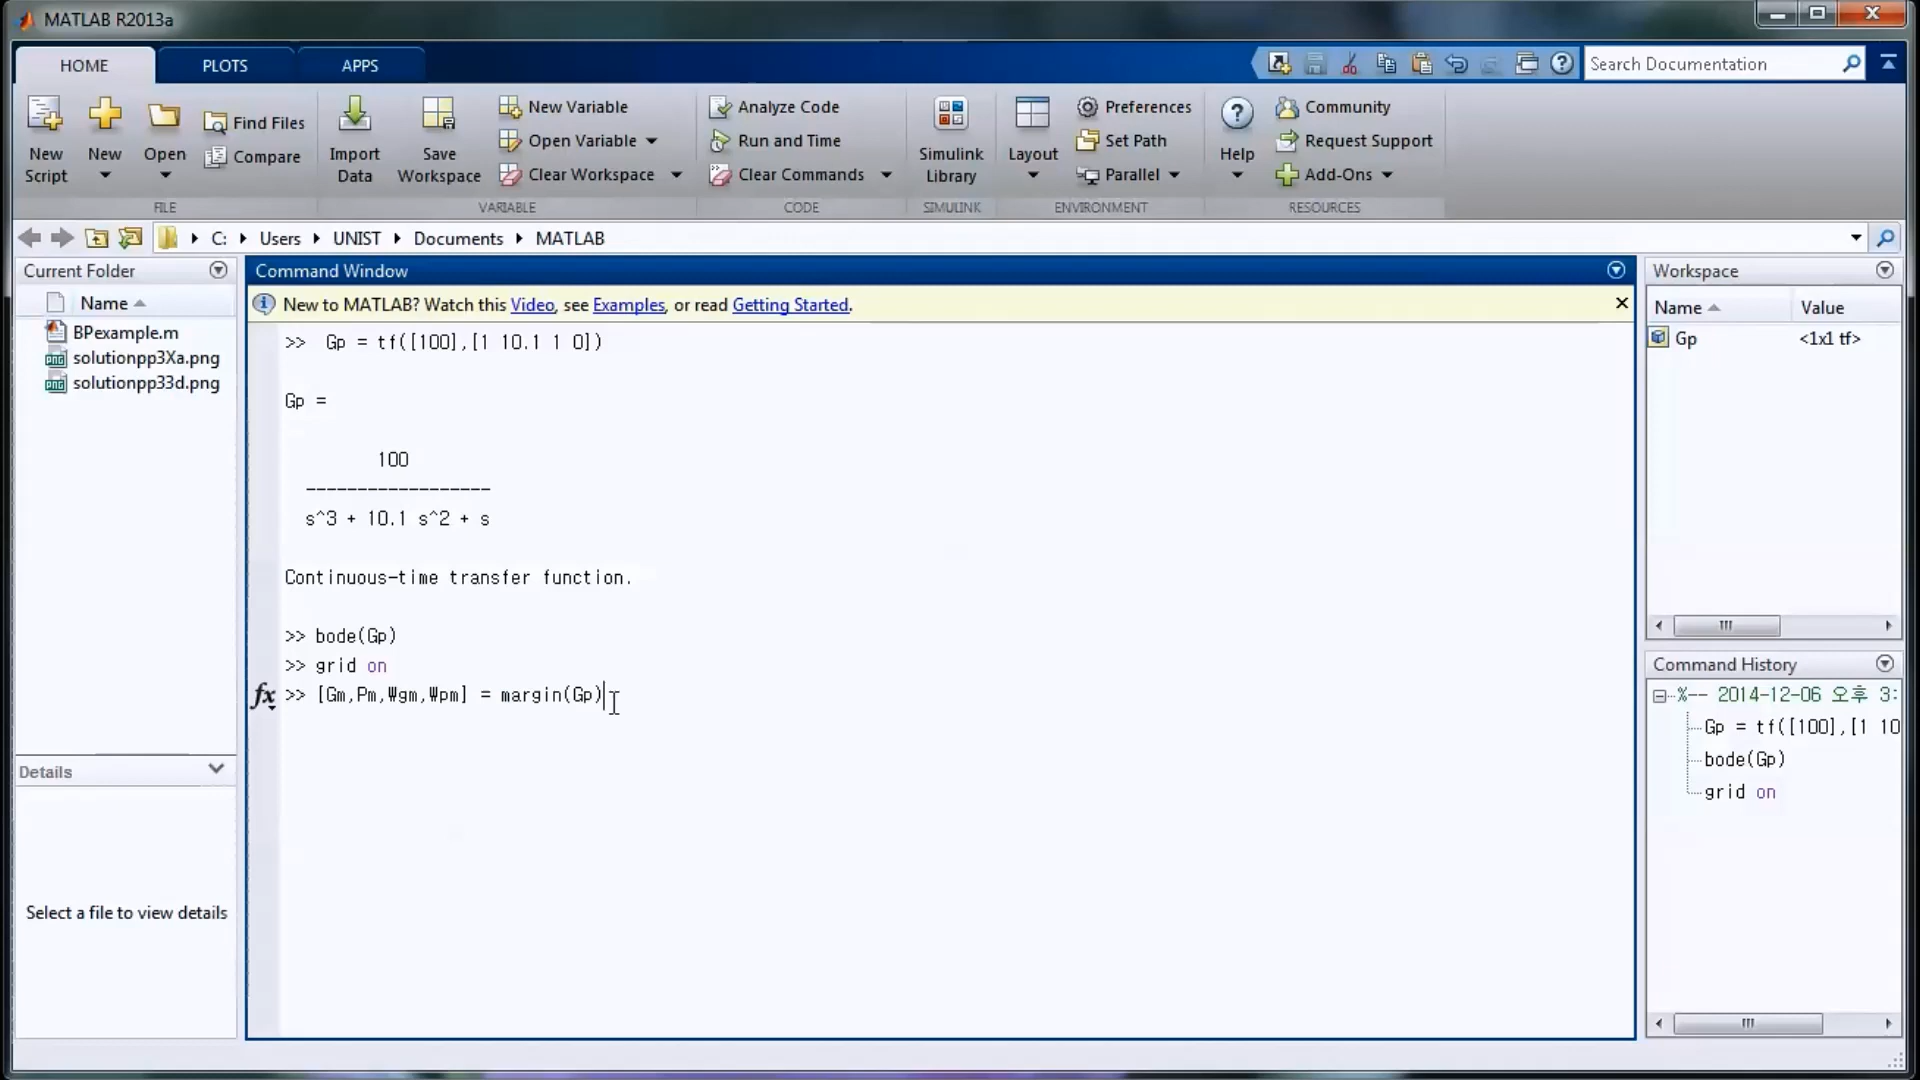 MATLAB R2013a
HOME
PLOTS
APPS
Search Documentation
New Script
New
Open
Find Files
Compare
Import Data
Save Workspace
New Variable
Open Variable
Clear Workspace
Analyze Code
Run and Time
Clear Commands
Simulink Library
Layout
Preferences
Set Path
Parallel
Help
Community
Request Support
Add-Ons
FILE
VARIABLE
CODE
SIMULINK
ENVIRONMENT
RESOURCES
C: Users UNIST Documents MATLAB
Current Folder
Name
BPexample.m
solutionpp3Xa.png
solutionpp33d.png
Details
Select a file to view details
Command Window
New to MATLAB? Watch this Video, see Examples, or read Getting Started.
>> Gp = tf([100],[1 10.1 1 0])
Gp =
100
------------------
s^3 + 10.1 s^2 + s
Continuous-time transfer function.
>> bode(Gp)
>> grid on
fx >> [Gm,Pm,Wgm,Wpm] = margin(Gp)
Workspace
Name Value
Gp <1x1 tf>
Command History
%-- 2014-12-06 오후 3:
Gp = tf([100],[1 10
bode(Gp)
grid on